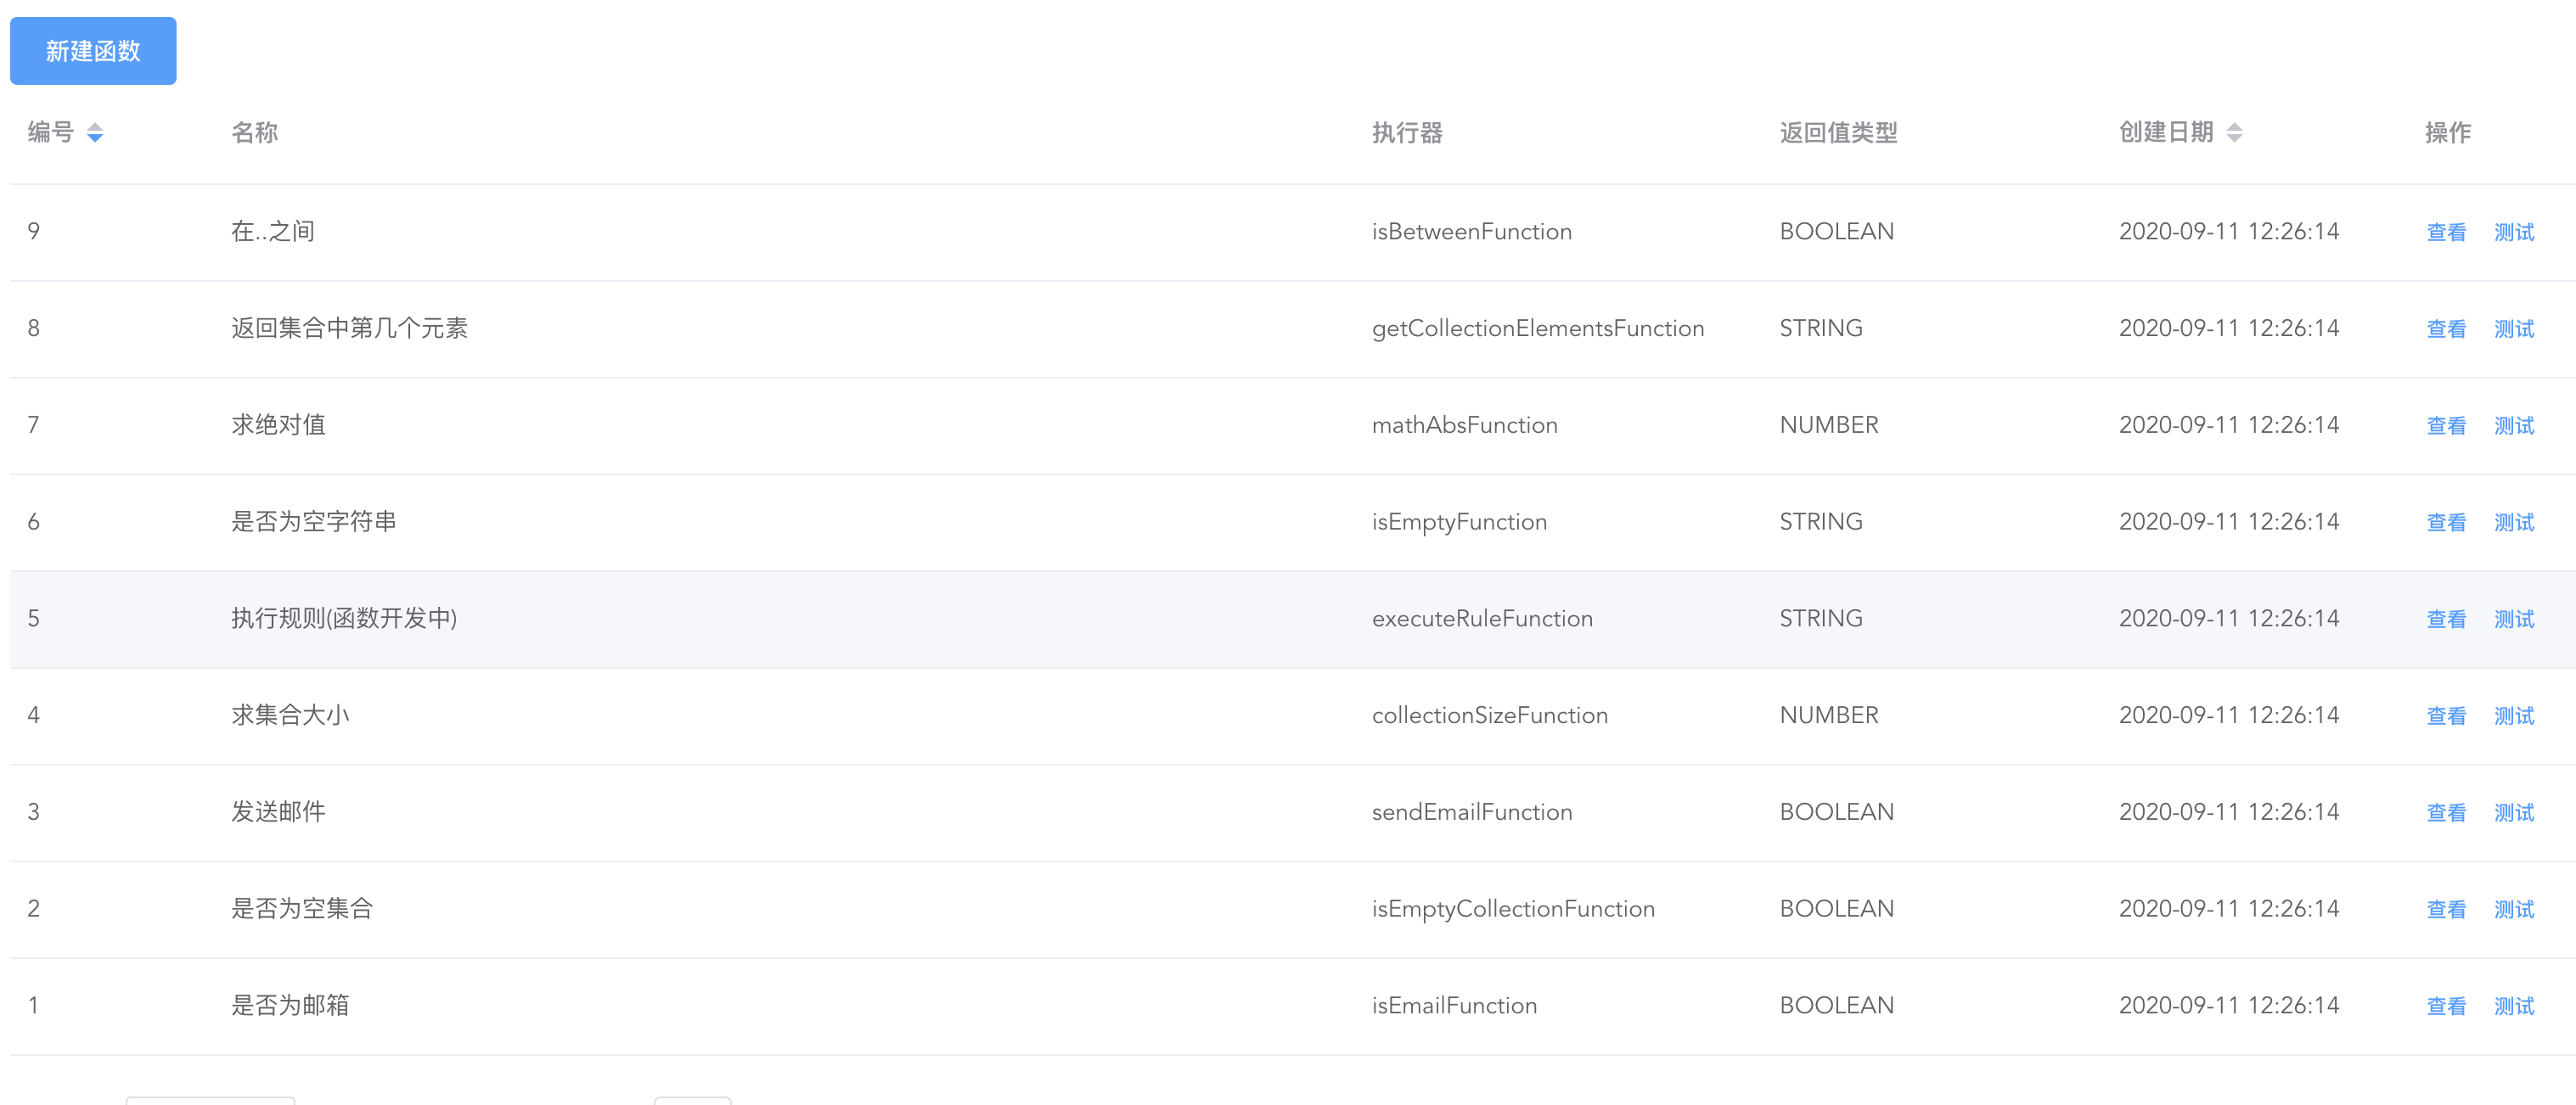 新建函数
编号 名称 执行器 返回值类型 创建日期 操作
9 在..之间 isBetweenFunction BOOLEAN 2020-09-11 12:26:14 查看 测试
8 返回集合中第几个元素 getCollectionElementsFunction STRING 2020-09-11 12:26:14 查看 测试
7 求绝对值 mathAbsFunction NUMBER 2020-09-11 12:26:14 查看 测试
6 是否为空字符串 isEmptyFunction STRING 2020-09-11 12:26:14 查看 测试
5 执行规则(函数开发中) executeRuleFunction STRING 2020-09-11 12:26:14 查看 测试
4 求集合大小 collectionSizeFunction NUMBER 2020-09-11 12:26:14 查看 测试
3 发送邮件 sendEmailFunction BOOLEAN 2020-09-11 12:26:14 查看 测试
2 是否为空集合 isEmptyCollectionFunction BOOLEAN 2020-09-11 12:26:14 查看 测试
1 是否为邮箱 isEmailFunction BOOLEAN 2020-09-11 12:26:14 查看 测试